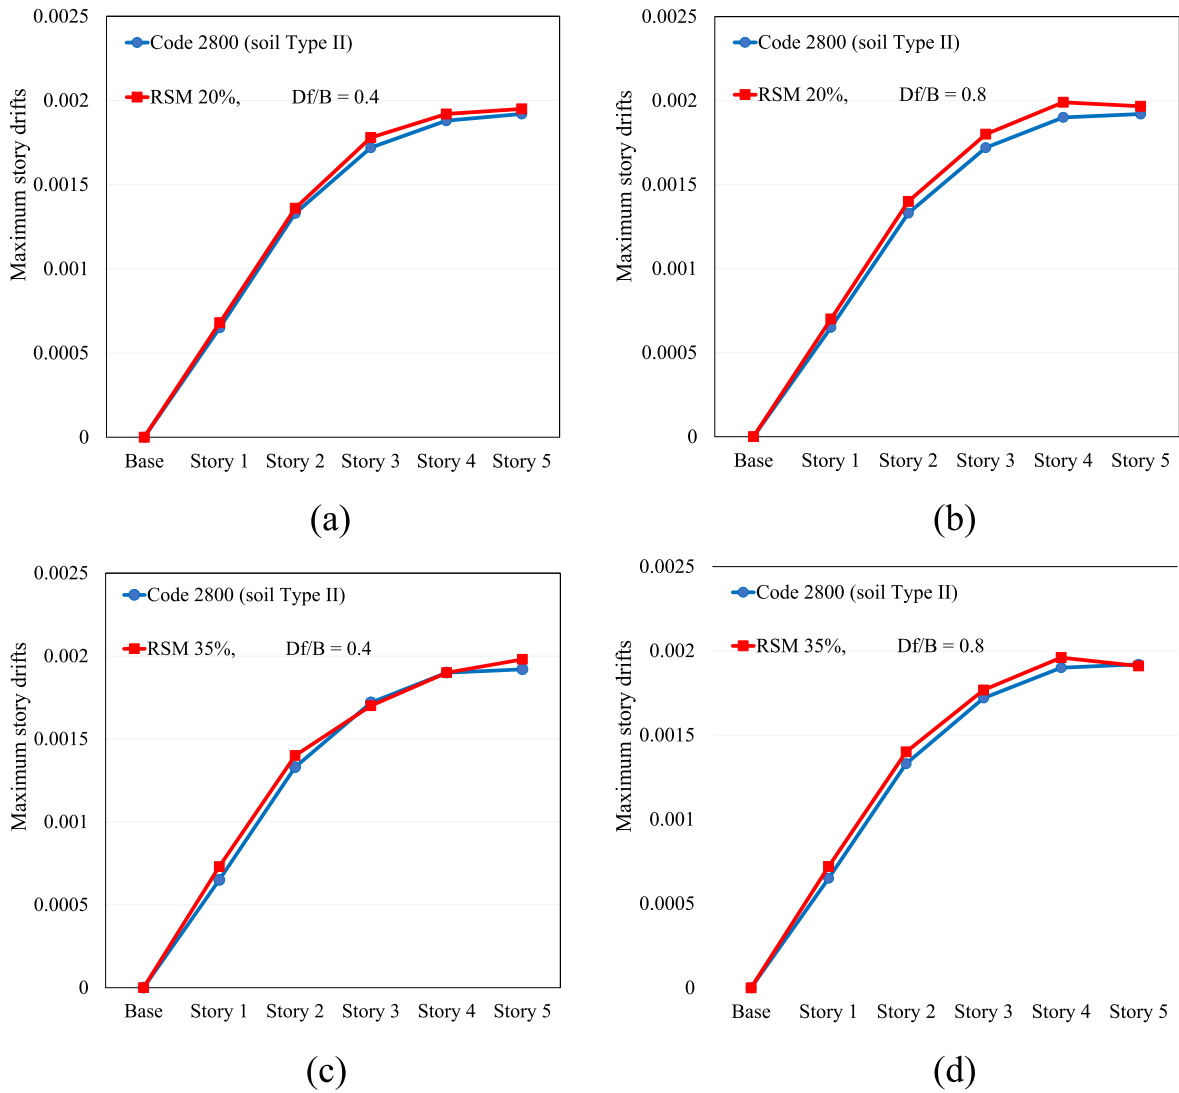 0.0025
Code 2800 (soil Type II)
RSM 20%, Df/B = 0.4
0.002
0.0015
0.001
0.0005
0
Maximum story drifts
Base Story 1 Story 2 Story 3 Story 4 Story 5
(a)
0.0025
Code 2800 (soil Type II)
RSM 20%, Df/B = 0.8
0.002
0.0015
0.001
0.0005
0
Maximum story drifts
Base Story 1 Story 2 Story 3 Story 4 Story 5
(b)
0.0025
Code 2800 (soil Type II)
RSM 35%, Df/B = 0.4
0.002
0.0015
0.001
0.0005
0
Maximum story drifts
Base Story 1 Story 2 Story 3 Story 4 Story 5
(c)
0.0025
Code 2800 (soil Type II)
RSM 35%, Df/B = 0.8
0.002
0.0015
0.001
0.0005
0
Maximum story drifts
Base Story 1 Story 2 Story 3 Story 4 Story 5
(d)